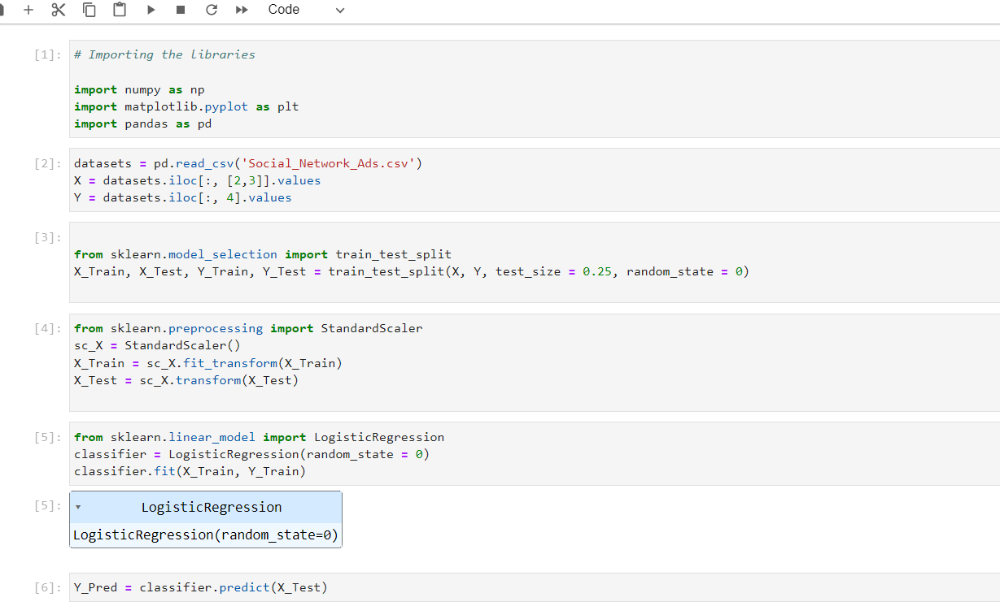 Code
[1]:
# Importing the libraries
import numpy as np
import matplotlib.pyplot as plt
import pandas as pd
[2]:
datasets = pd.read_csv('Social_Network_Ads.csv')
X = datasets.iloc[:, [2,3]].values
Y = datasets.iloc[:, 4].values
[3]:
from sklearn.model_selection import train_test_split
X_Train, X_Test, Y_Train, Y_Test = train_test_split(X, Y, test_size = 0.25, random_state = 0)
[4]:
from sklearn.preprocessing import StandardScaler
sc_X = StandardScaler()
X_Train = sc_X.fit_transform(X_Train)
X_Test = sc_X.transform(X_Test)
[5]:
from sklearn.linear_model import LogisticRegression
classifier = LogisticRegression(random_state = 0)
classifier.fit(X_Train, Y_Train)
[5]:
LogisticRegression
LogisticRegression(random_state=0)
[6]:
Y_Pred = classifier.predict(X_Test)